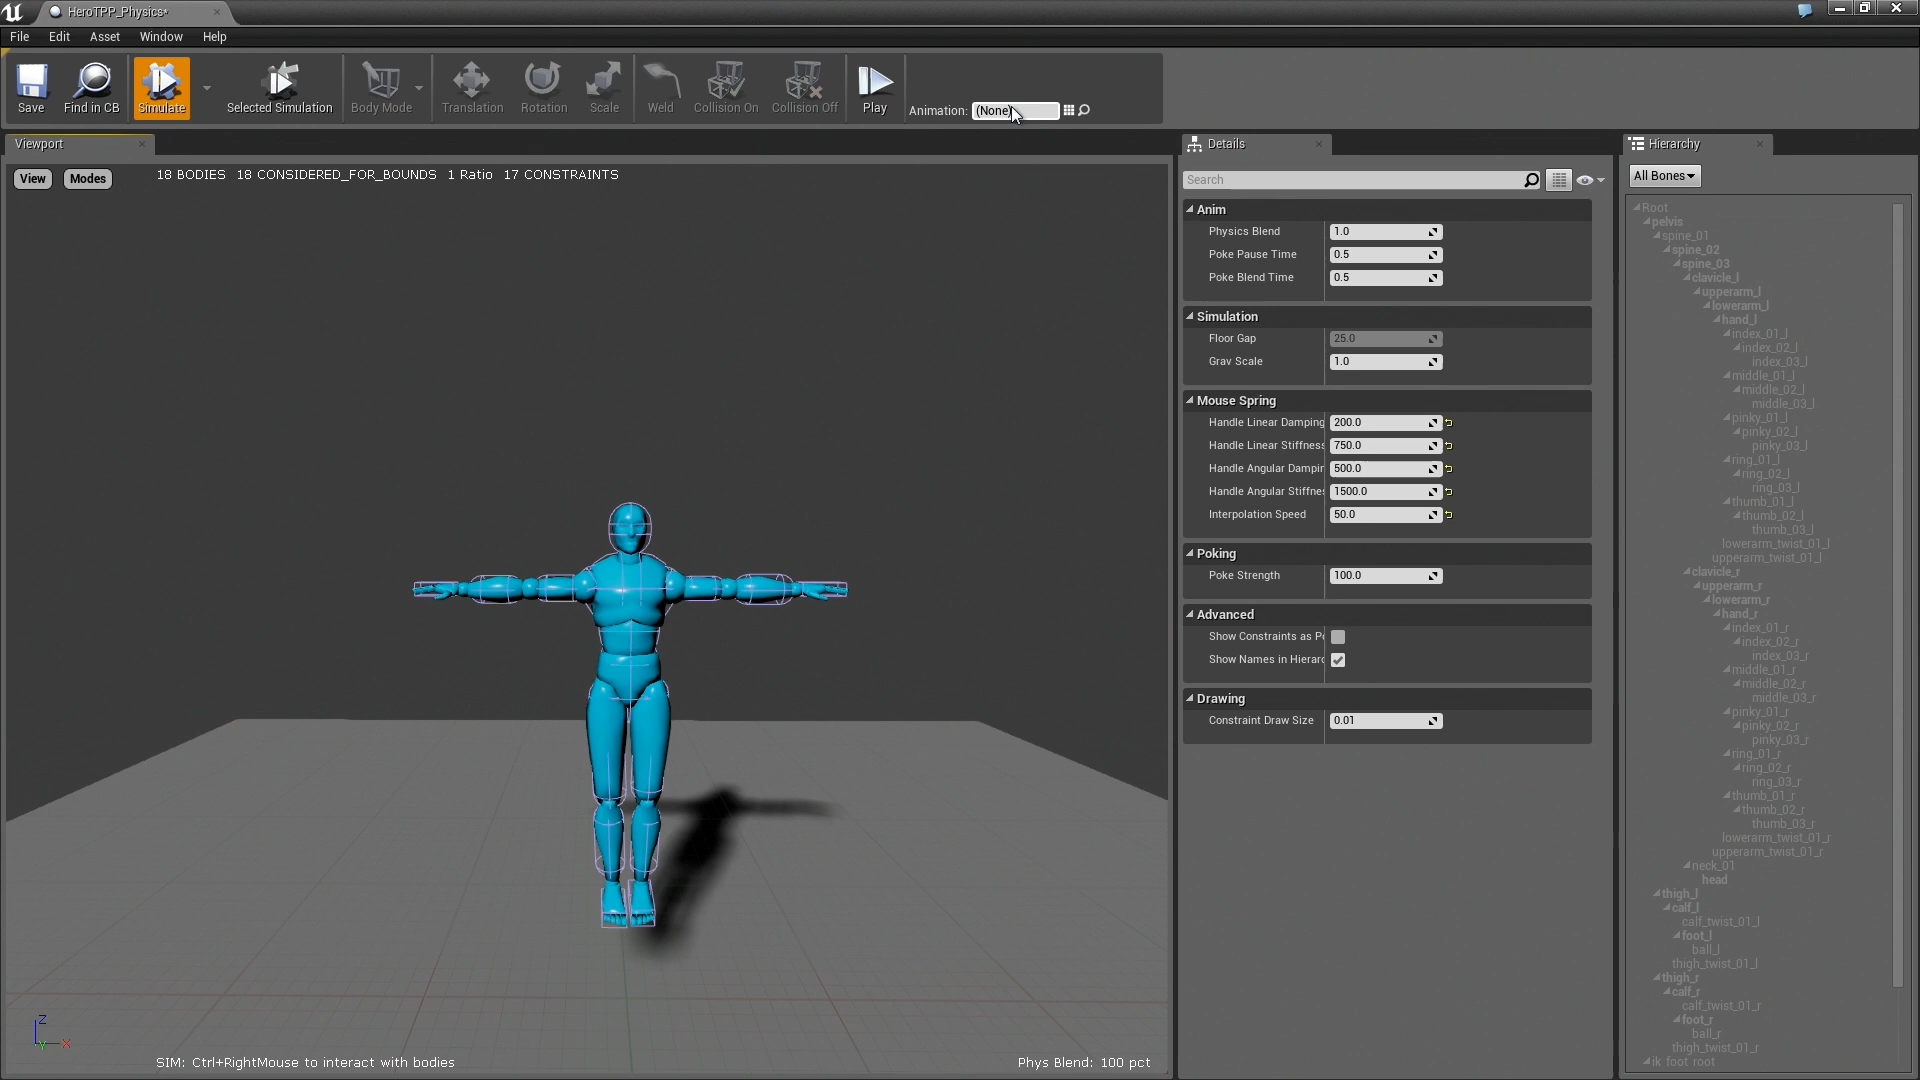 HeroTPP_Physics*
File Edit Asset Window Help
Save Find in CB Simulate Selected Simulation Body Mode Translation Rotation Scale Weld Collision On Collision Off Play Animation: (None)
Viewport
View Modes 18 BODIES 18 CONSIDERED_FOR_BOUNDS 1 Ratio 17 CONSTRAINTS
SIM: Ctrl+RightMouse to interact with bodies
Phys Blend: 100 pct
Z
Y X
Details
Search
Anim
Physics Blend 1.0
Poke Pause Time 0.5
Poke Blend Time 0.5
Simulation
Floor Gap 25.0
Grav Scale 1.0
Mouse Spring
Handle Linear Damping 200.0
Handle Linear Stiffness 750.0
Handle Angular Dampin 500.0
Handle Angular Stiffnes 1500.0
Interpolation Speed 50.0
Poking
Poke Strength 100.0
Advanced
Show Constraints as Po
Show Names in Hierarc
Drawing
Constraint Draw Size 0.01
Hierarchy
All Bones
Root
pelvis
spine_01
spine_02
spine_03
clavicle_l
upperarm_l
lowerarm_l
hand_l
index_01_l
index_02_l
index_03_l
middle_01_l
middle_02_l
middle_03_l
pinky_01_l
pinky_02_l
pinky_03_l
ring_01_l
ring_02_l
ring_03_l
thumb_01_l
thumb_02_l
thumb_03_l
lowerarm_twist_01_l
upperarm_twist_01_l
clavicle_r
upperarm_r
lowerarm_r
hand_r
index_01_r
index_02_r
index_03_r
middle_01_r
middle_02_r
middle_03_r
pinky_01_r
pinky_02_r
pinky_03_r
ring_01_r
ring_02_r
ring_03_r
thumb_01_r
thumb_02_r
thumb_03_r
lowerarm_twist_01_r
upperarm_twist_01_r
neck_01
head
thigh_l
calf_l
calf_twist_01_l
foot_l
ball_l
thigh_twist_01_l
thigh_r
calf_r
calf_twist_01_r
foot_r
ball_r
thigh_twist_01_r
ik_foot_root